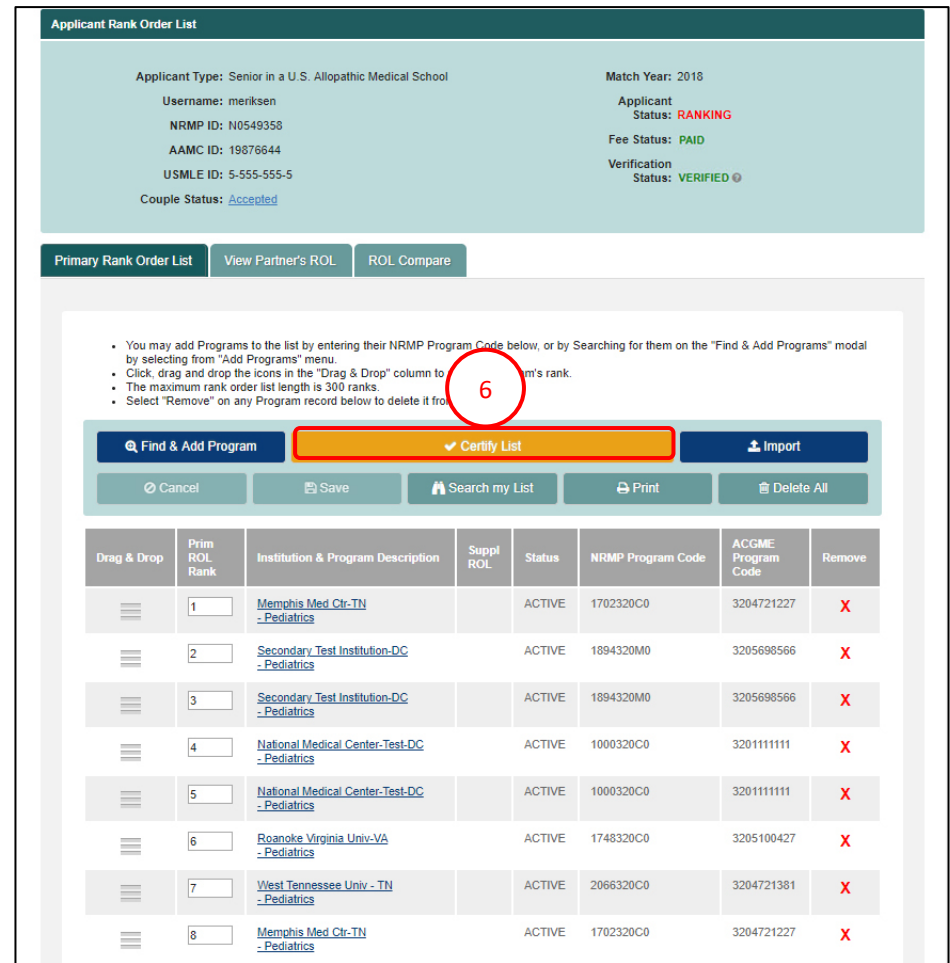 Applicant Rank Order List
Applicant Type: Senior in a U.S. Allopathic Medical School
Username: meriksen
NRMP ID: N0549358
AAMC ID: 19876644
USMLE ID: 5-555-555-5
Couple Status: Accepted
Match Year: 2018
Applicant
Status: RANKING
Fee Status: PAID
Verification
Status: VERIFIED
Primary Rank Order List View Partner's ROL ROL Compare
• You may add Programs to the list by entering their NRMP Program Code below, or by Searching for them on the "Find & Add Programs" modal
by selecting from "Add Programs" menu.
• Click, drag and drop the icons in the "Drag & Drop" column to rank.
• The maximum rank order list length is 300 ranks.
• Select "Remove" on any Program record below to delete it
6
Find & Add Program Certify List Import
Cancel Save Search my List Print Delete All
Drag & Drop
Prim
ROL
Rank
Institution & Program Description
Suppl
ROL
Status
NRMP Program Code
ACGME
Program
Code
Remove
1 Memphis Med Ctr-TN ACTIVE 1702320C0 3204721227 X
- Pediatrics
2 Secondary Test Institution-DC ACTIVE 1894320M0 3205698566 X
- Pediatrics
3 Secondary Test Institution-DC ACTIVE 1894320M0 3205698566 X
- Pediatrics
4 National Medical Center-Test-DC ACTIVE 1000320C0 3201111111 X
- Pediatrics
5 National Medical Center-Test-DC ACTIVE 1000320C0 3201111111 X
- Pediatrics
6 Roanoke Virginia Univ-VA ACTIVE 1748320C0 3205100427 X
- Pediatrics
7 West Tennessee Univ - TN ACTIVE 2066320C0 3204721381 X
- Pediatrics
8 Memphis Med Ctr-TN ACTIVE 1702320C0 3204721227 X
- Pediatrics